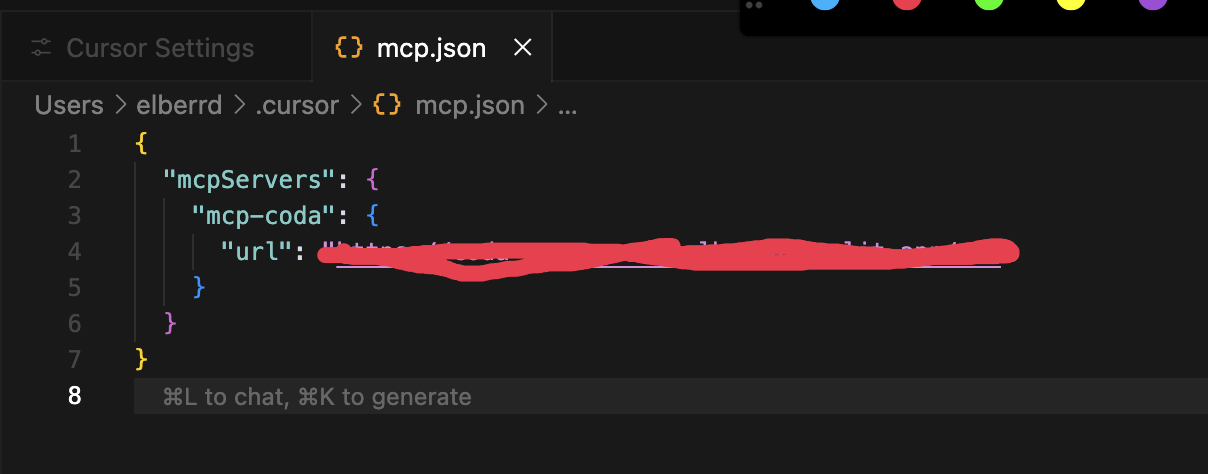 Cursor Settings
{} mcp.json ×
Users > elberrd > .cursor > {} mcp.json > ...
1 {
2 "mcpServers": {
3 "mcp-coda": {
4 "url":
5 }
6 }
7 }
8 ⌘L to chat, ⌘K to generate